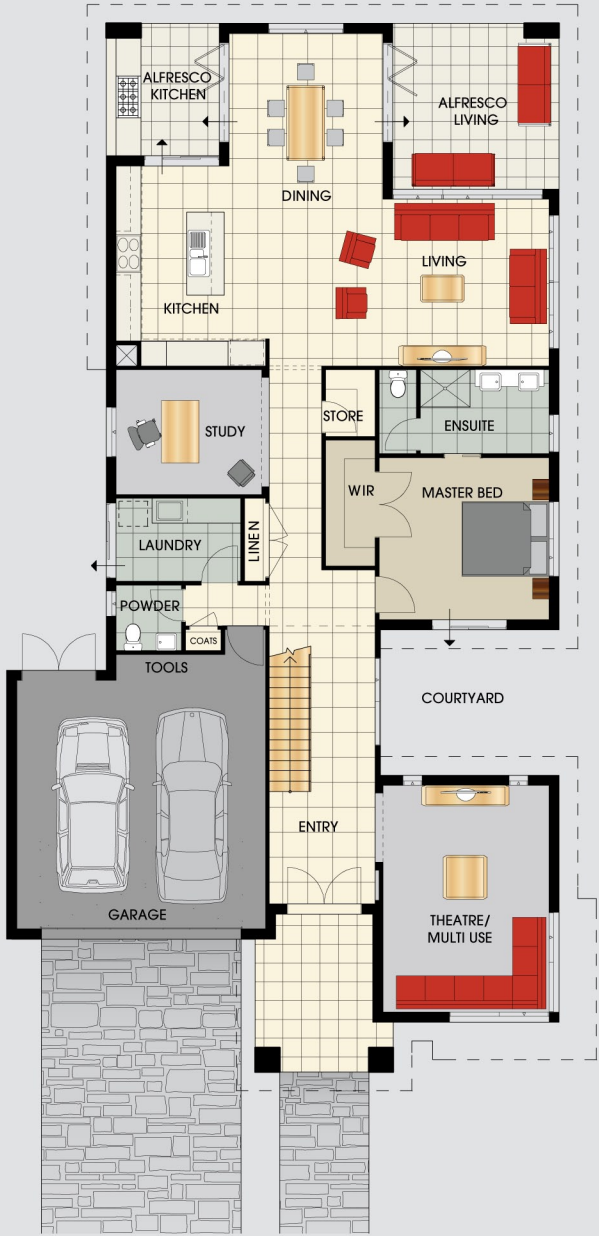 ALFRESCO
KITCHEN
ALFRESCO
LIVING
DINING
LIVING
KITCHEN
STORE
ENSUITE
STUDY
WIR
MASTER BED
LINEN
LAUNDRY
POWDER
COATS
TOOLS
COURTYARD
ENTRY
GARAGE
THEATRE/
MULTI USE